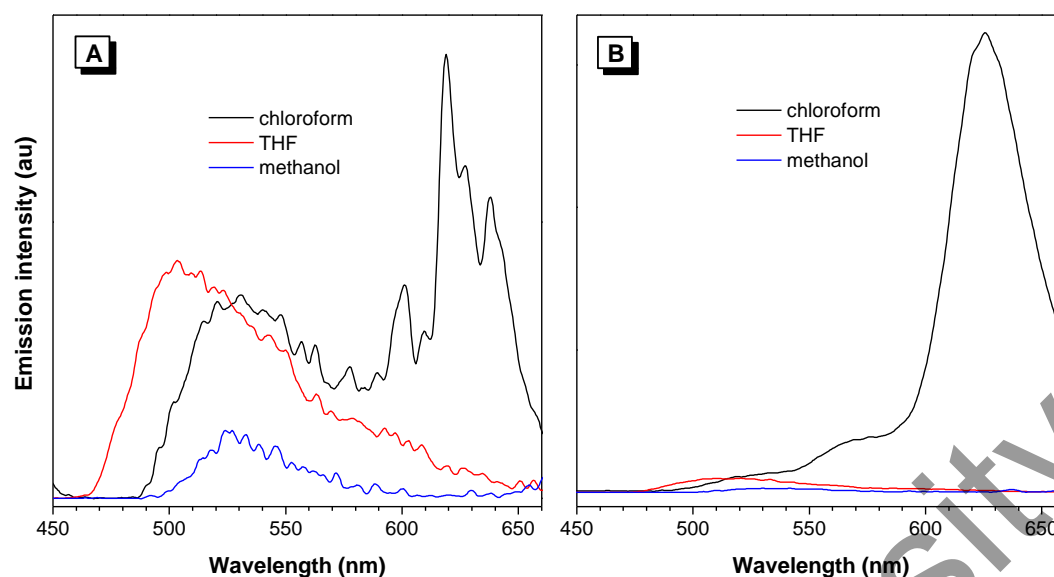 A
chloroform
THF
methanol
Emission intensity (au)
450 500 550 600 650
Wavelength (nm)
B
chloroform
THF
methanol
450 500 550 600 650
Wavelength (nm)
sity